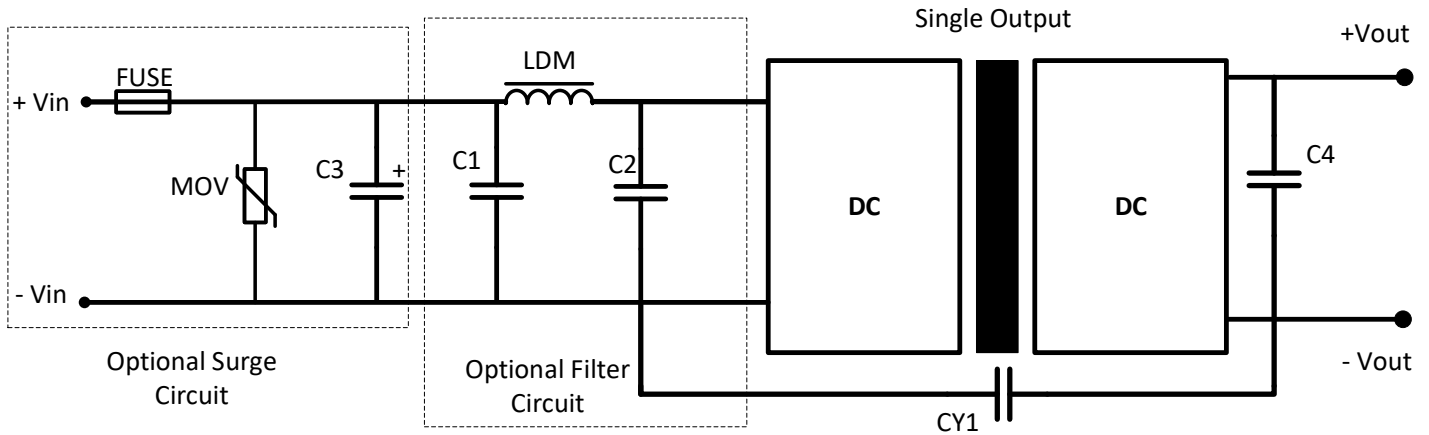 Single Output
+Vout
LDM
FUSE
+ Vin
C3
+
C1
C2
C4
MOV
DC
DC
- Vin
Optional Surge
Circuit
Optional Filter
Circuit
- Vout
CY1